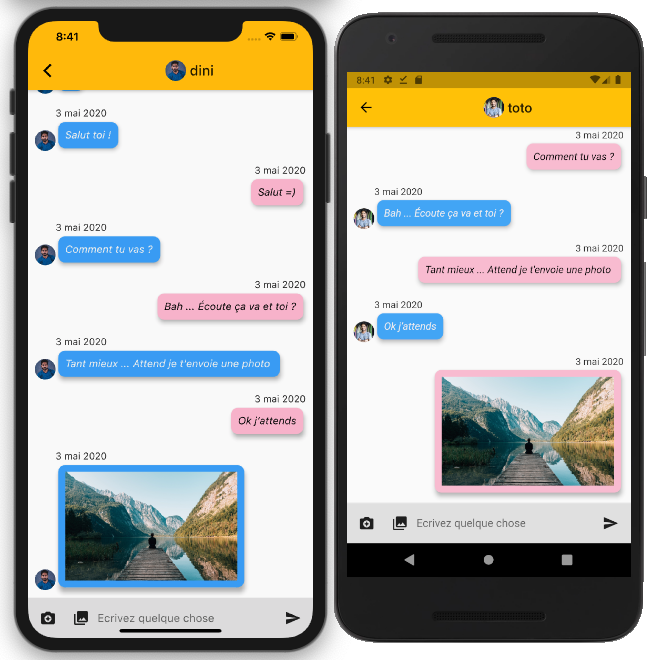 8:41
dini
3 mai 2020
Salut toi !
3 mai 2020
Salut =)
3 mai 2020
Comment tu vas ?
3 mai 2020
Bah ... Écoute ça va et toi ?
3 mai 2020
Tant mieux ... Attend je t'envoie une photo
3 mai 2020
Ok j'attends
3 mai 2020
Ecrivez quelque chose
8:41
toto
3 mai 2020
Comment tu vas ?
3 mai 2020
Bah ... Écoute ça va et toi ?
3 mai 2020
Tant mieux ... Attend je t'envoie une photo
3 mai 2020
Ok j'attends
3 mai 2020
Ecrivez quelque chose